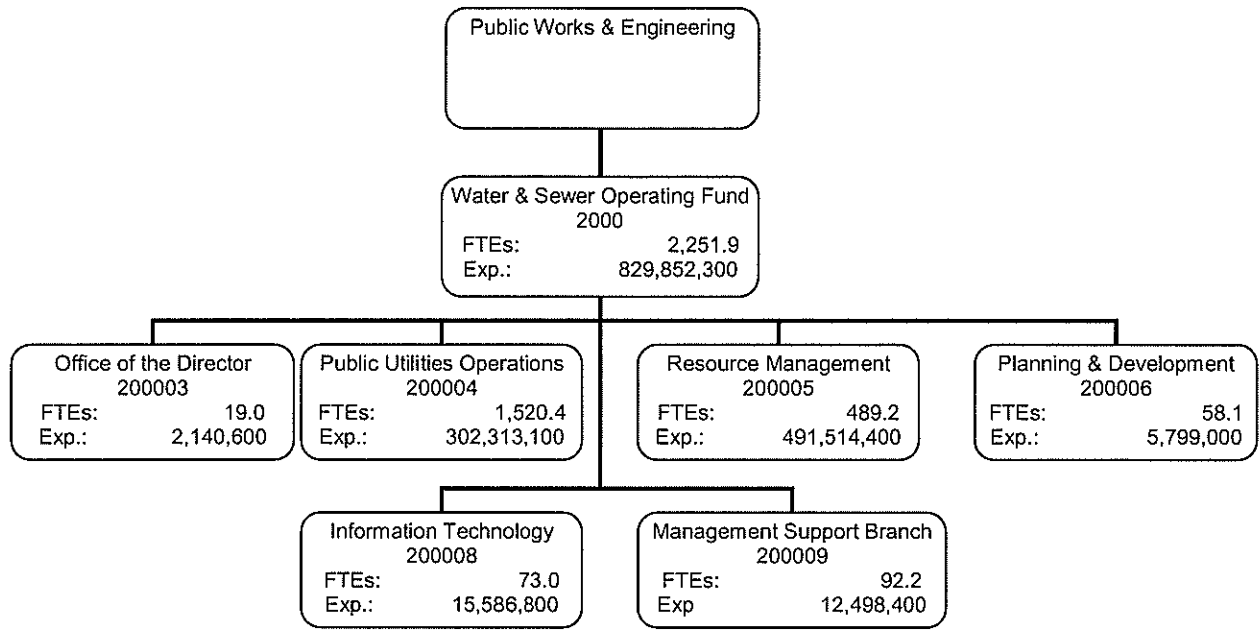 Public Works & Engineering
Water & Sewer Operating Fund
2000
FTEs: 2,251.9
Exp.: 829,852,300
Office of the Director
200003
FTEs: 19.0
Exp.: 2,140,600
Public Utilities Operations
200004
FTEs: 1,520.4
Exp.: 302,313,100
Resource Management
200005
FTEs: 489.2
Exp.: 491,514,400
Planning & Development
200006
FTEs: 58.1
Exp.: 5,799,000
Information Technology
200008
FTEs: 73.0
Exp.: 15,586,800
Management Support Branch
200009
FTEs: 92.2
Exp 12,498,400